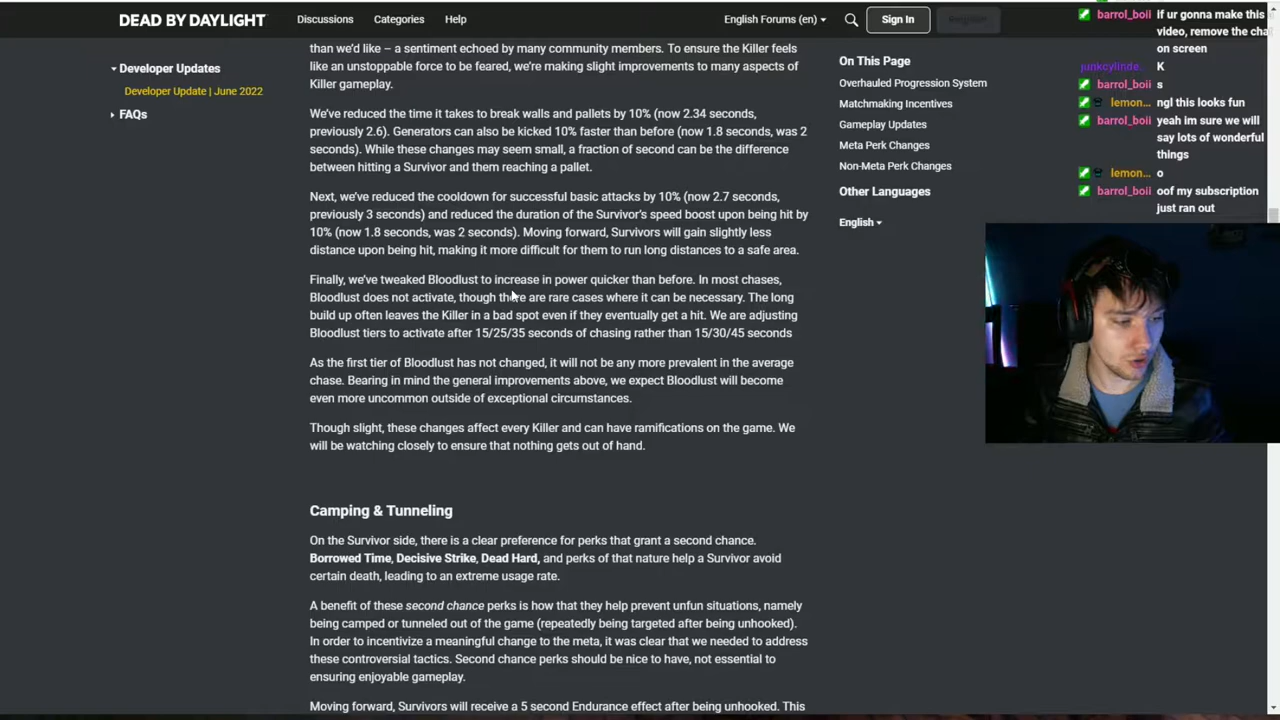 DEAD BY DAYLIGHT
Discussions
Categories
Help
English Forums (en)
Sign In
Register
Developer Updates
Developer Update | June 2022
FAQs
than we'd like – a sentiment echoed by many community members. To ensure the Killer feels
like an unstoppable force to be feared, we're making slight improvements to many aspects of
Killer gameplay.
We've reduced the time it takes to break walls and pallets by 10% (now 2.34 seconds,
previously 2.6). Generators can also be kicked 10% faster than before (now 1.8 seconds, was 2
seconds). While these changes may seem small, a fraction of second can be the difference
between hitting a Survivor and them reaching a pallet.
Next, we've reduced the cooldown for successful basic attacks by 10% (now 2.7 seconds,
previously 3 seconds) and reduced the duration of the Survivor's speed boost upon being hit by
10% (now 1.8 seconds, was 2 seconds). Moving forward, Survivors will gain slightly less
distance upon being hit, making it more difficult for them to run long distances to a safe area.
Finally, we've tweaked Bloodlust to increase in power quicker than before. In most chases,
Bloodlust does not activate, though there are rare cases where it can be necessary. The long
build up often leaves the Killer in a bad spot even if they eventually get a hit. We are adjusting
Bloodlust tiers to activate after 15/25/35 seconds of chasing rather than 15/30/45 seconds
As the first tier of Bloodlust has not changed, it will not be any more prevalent in the average
chase. Bearing in mind the general improvements above, we expect Bloodlust will become
even more uncommon outside of exceptional circumstances.
Though slight, these changes affect every Killer and can have ramifications on the game. We
will be watching closely to ensure that nothing gets out of hand.
Camping & Tunneling
On the Survivor side, there is a clear preference for perks that grant a second chance.
Borrowed Time, Decisive Strike, Dead Hard, and perks of that nature help a Survivor avoid
certain death, leading to an extreme usage rate.
A benefit of these second chance perks is how that they help prevent unfun situations, namely
being camped or tunneled out of the game (repeatedly being targeted after being unhooked).
In order to incentivize a meaningful change to the meta, it was clear that we needed to address
these controversial tactics. Second chance perks should be nice to have, not essential to
ensuring enjoyable gameplay.
Moving forward, Survivors will receive a 5 second Endurance effect after being unhooked. This
On This Page
Overhauled Progression System
Matchmaking Incentives
Gameplay Updates
Meta Perk Changes
Non-Meta Perk Changes
Other Languages
English
barrol_boii if ur gonna make this
video, remove the cha
on screen
junkcylinde... K
barrol_boii s
lemon... ngl this looks fun
barrol_boii yeah im sure we will
say lots of wonderful
things
lemon... o
barrol_boii oof my subscription
just ran out